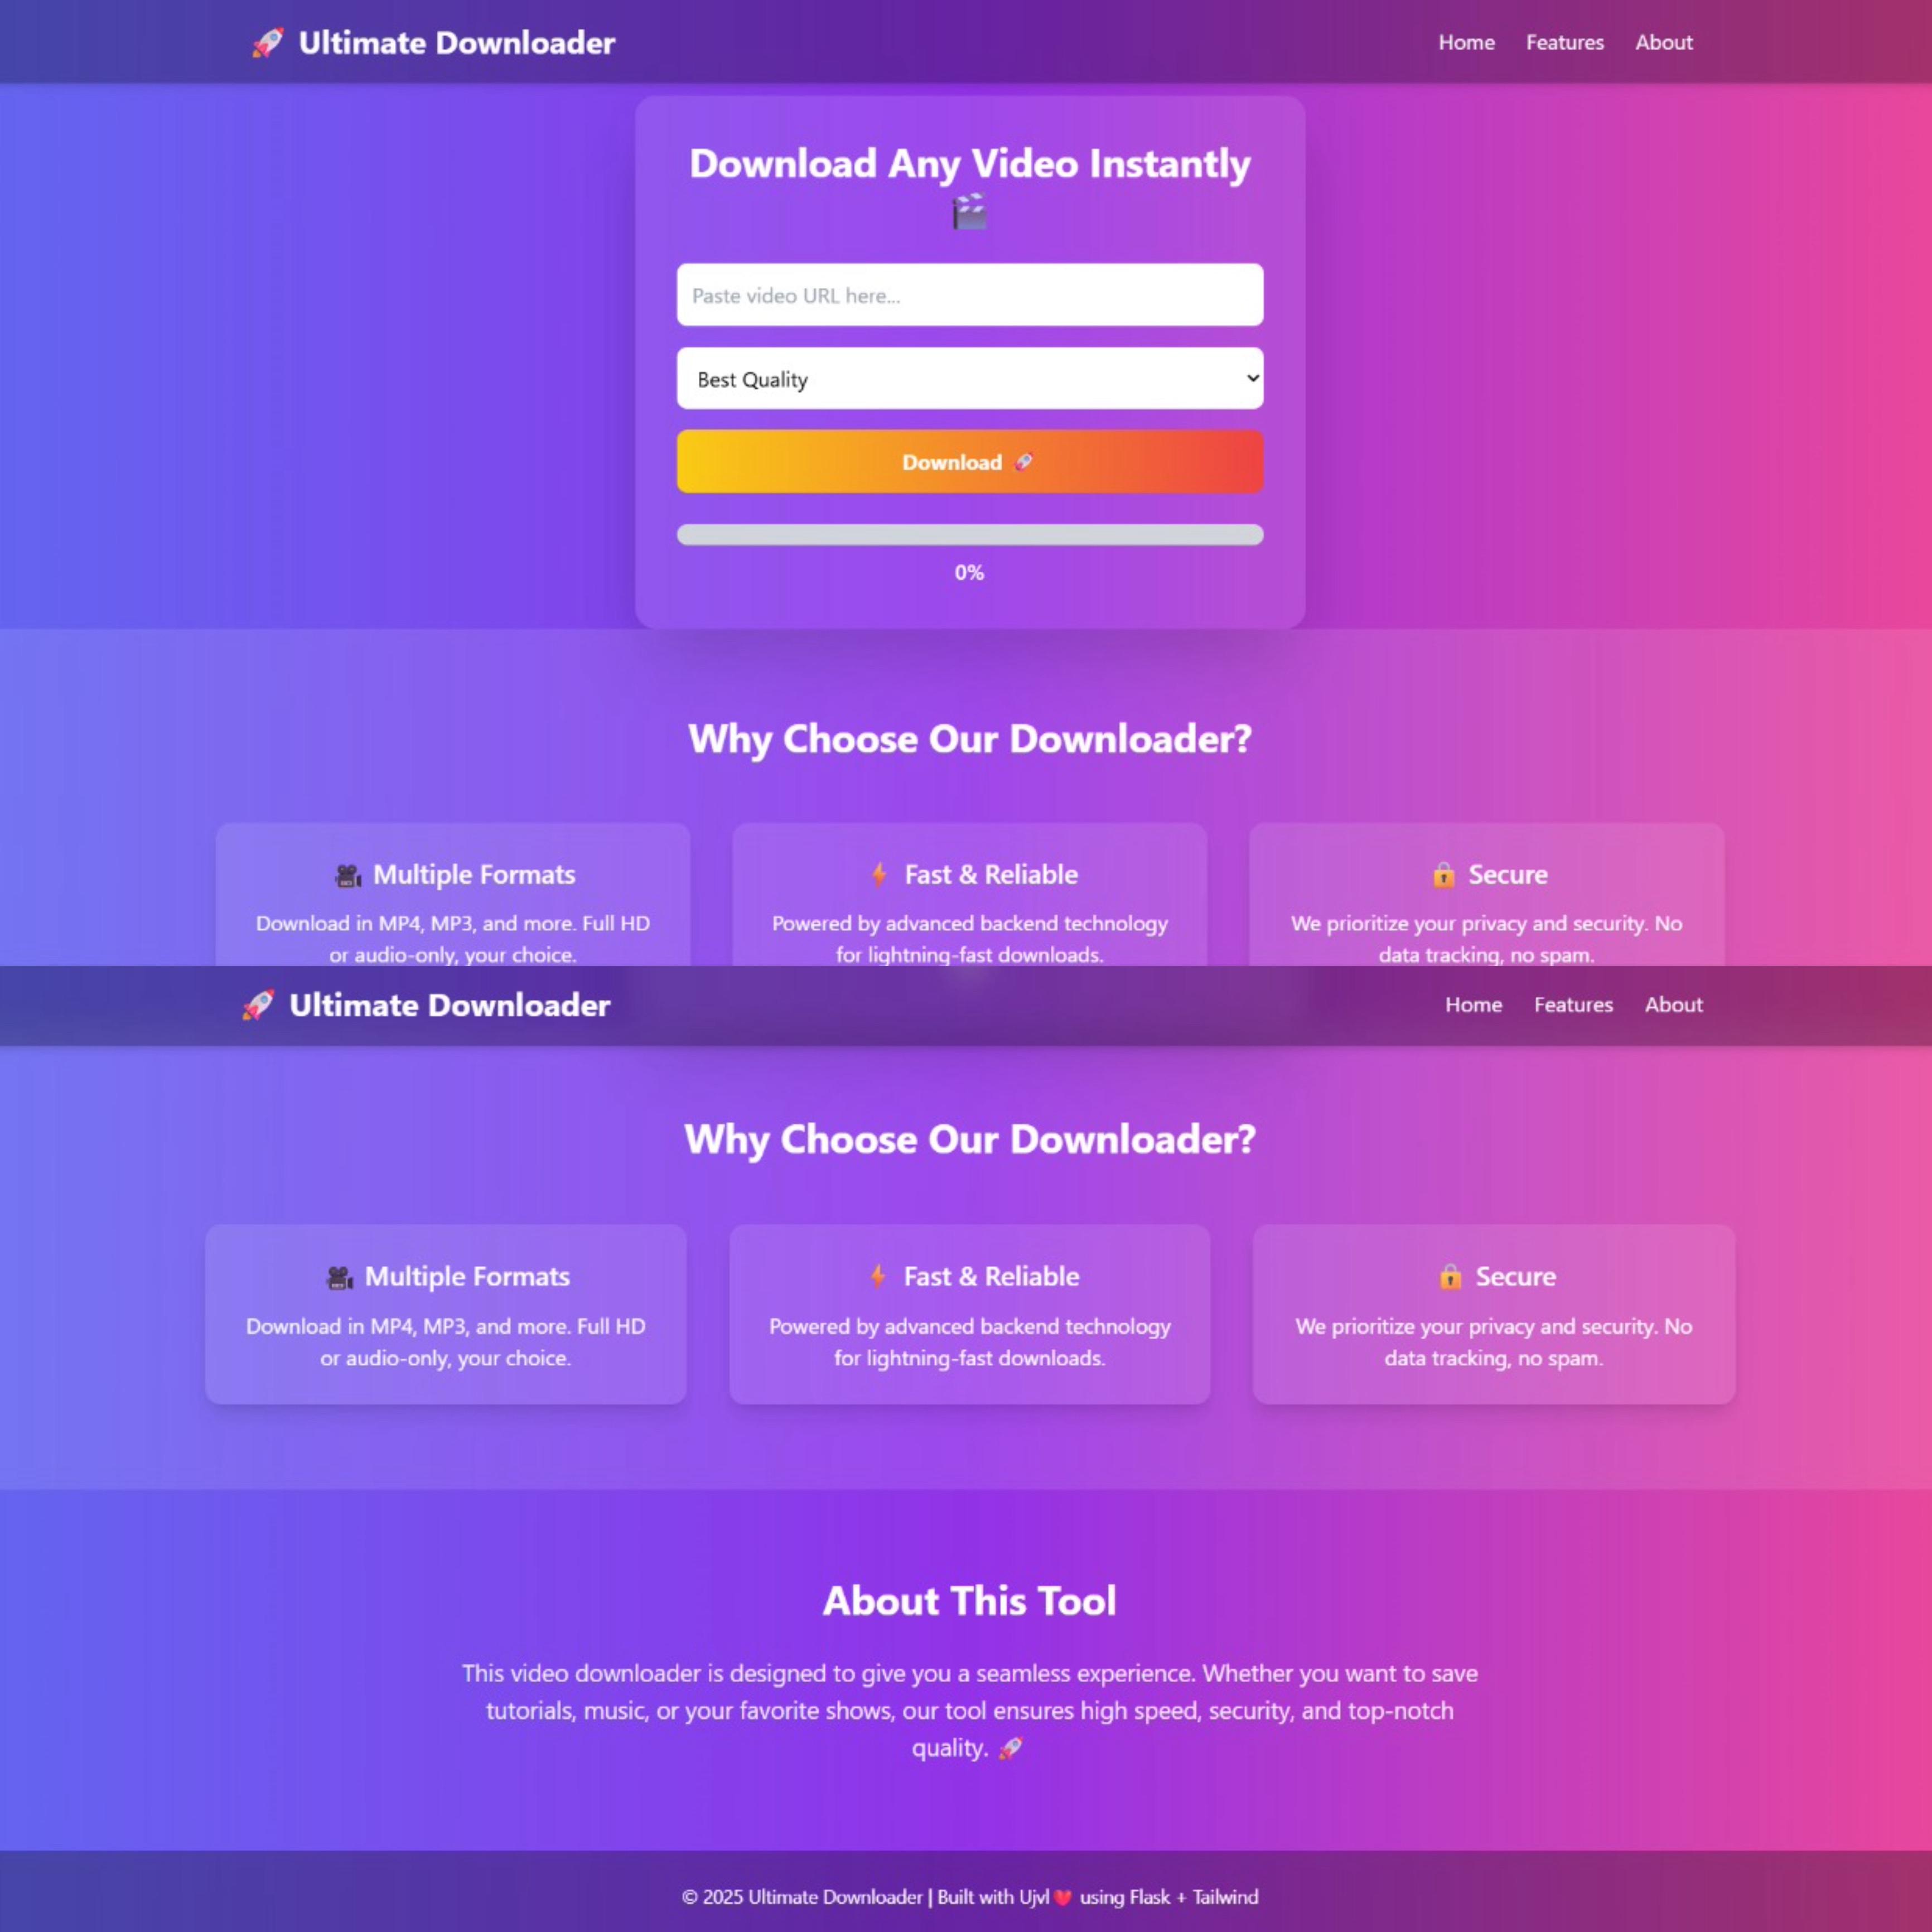 🚀 Ultimate Downloader
Home Features About
Download Any Video Instantly
🎬
Paste video URL here...
Best Quality
Download 🚀
0%
Why Choose Our Downloader?
🎥 Multiple Formats
Download in MP4, MP3, and more. Full HD
or audio-only, your choice.
⚡ Fast & Reliable
Powered by advanced backend technology
for lightning-fast downloads.
🔒 Secure
We prioritize your privacy and security. No
data tracking, no spam.
🚀 Ultimate Downloader
Home Features About
Why Choose Our Downloader?
🎥 Multiple Formats
Download in MP4, MP3, and more. Full HD
or audio-only, your choice.
⚡ Fast & Reliable
Powered by advanced backend technology
for lightning-fast downloads.
🔒 Secure
We prioritize your privacy and security. No
data tracking, no spam.
About This Tool
This video downloader is designed to give you a seamless experience. Whether you want to save
tutorials, music, or your favorite shows, our tool ensures high speed, security, and top-notch
quality. 🚀
© 2025 Ultimate Downloader | Built with Ujvl❤️ using Flask + Tailwind